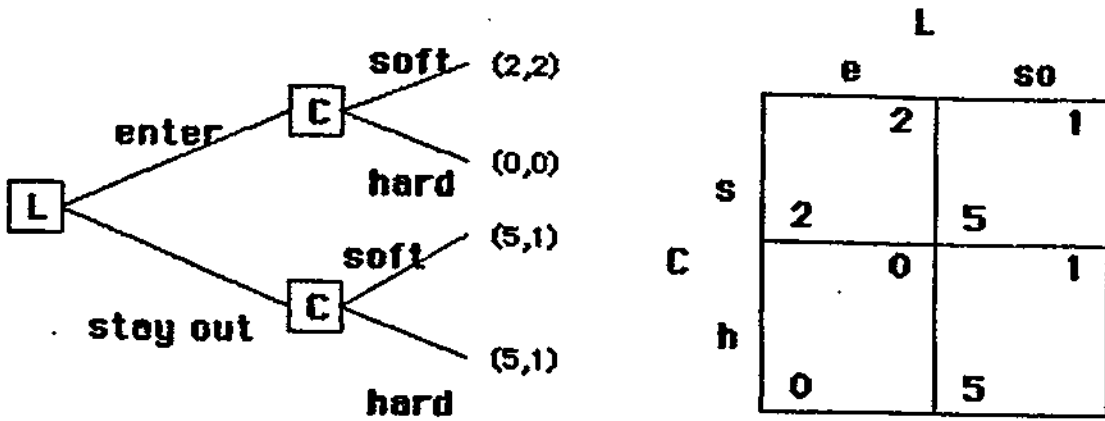 soft (2,2)
C
enter
(0,0)
hard
L
(5,1)
soft
C
stay out
(5,1)
hard
L
e so
2 1
s
2 5
C
0 1
h
0 5